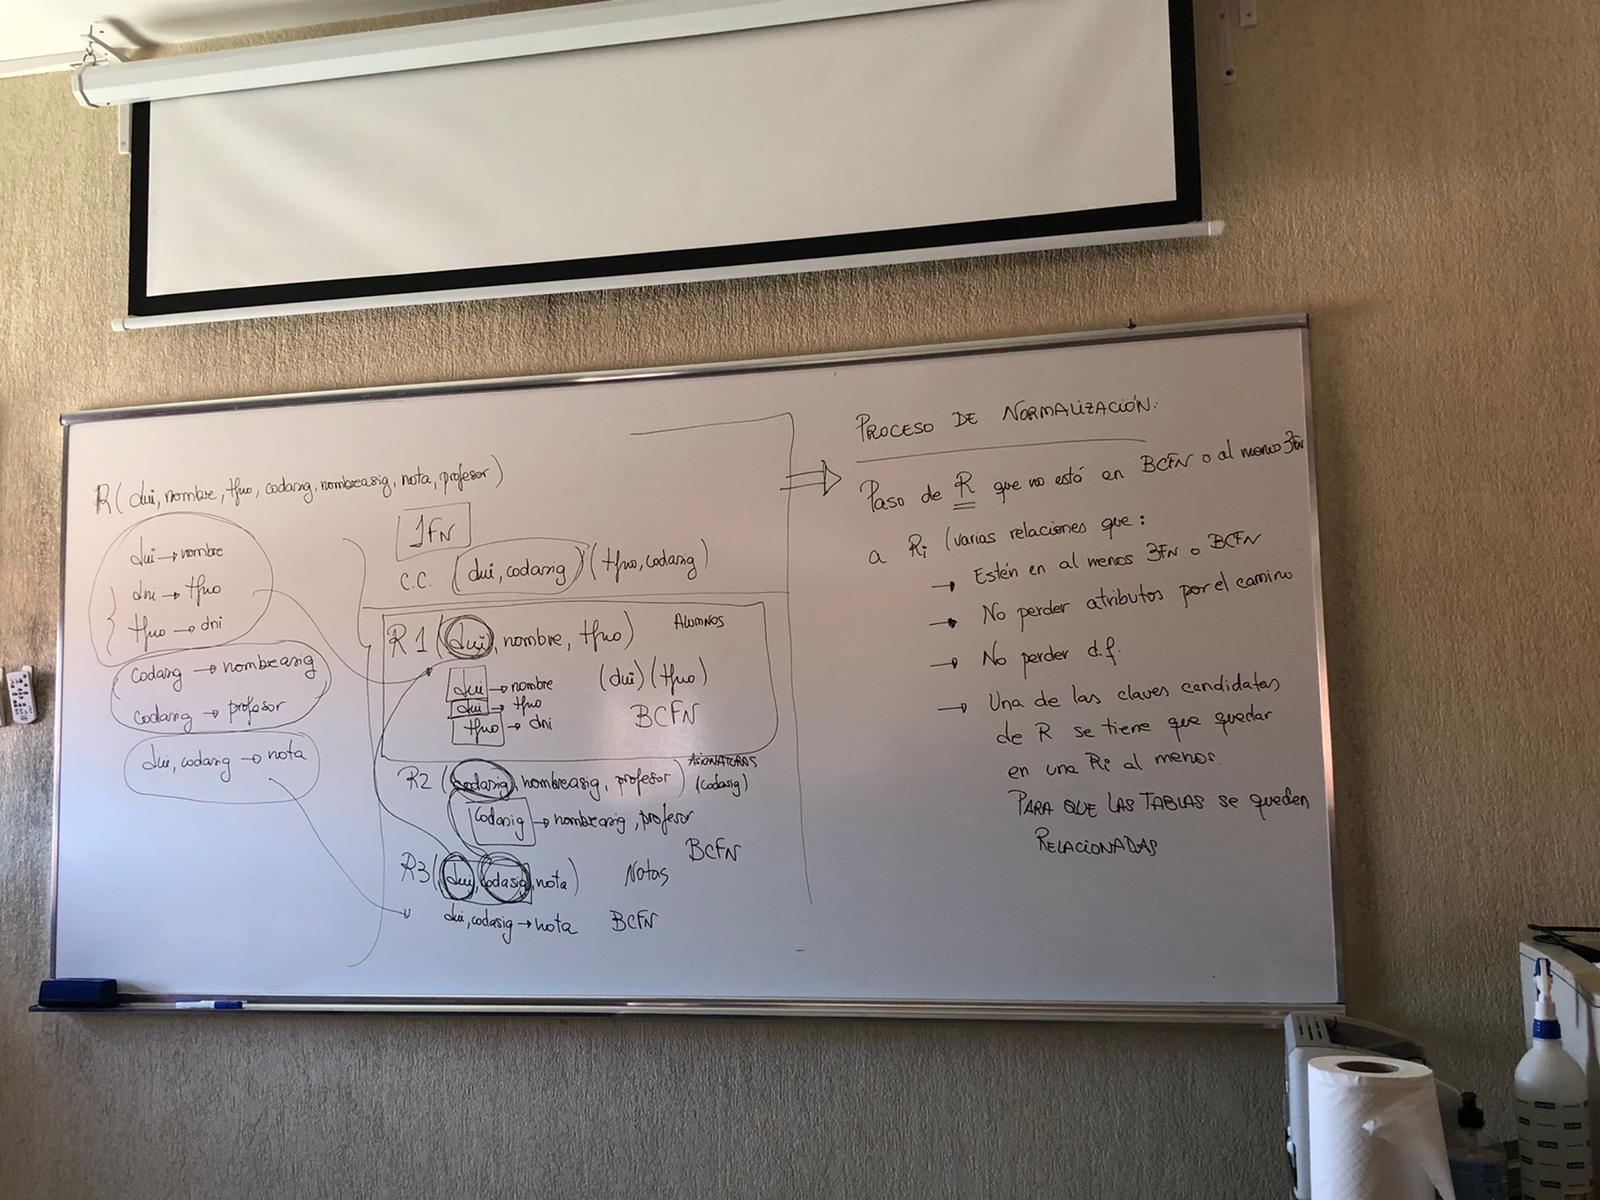 R(dni, nombre, tfno, codasig, nombreasig, nota, profesor)
dni → nombre
dni → tfno
tfno → dni
codasig → nombreasig
codasig → profesor
dni, codasig → nota
1FN
C.C. (dni, codasig) (tfno, codasig)
R1 (dni, nombre, tfno) ALUMNOS
dni → nombre (dni) (tfno)
dni → tfno
tfno → dni BCFN
R2 (codasig, nombreasig, profesor) ASIGNATURAS
(codasig)
codasig → nombreasig, profesor
BCFN
R3 (dni, codasig, nota) Notas
dni, codasig → nota BCFN
PROCESO DE NORMALIZACIÓN.
Paso de R que no está en BCFN o al menos 3FN
a Ri (varias relaciones que:
→ Estén en al menos 3FN o BCFN
→ No perder atributos por el camino
→ No perder d.f.
→ Una de las claves candidatas
de R se tiene que quedar
en una Ri al menos.
PARA QUE LAS TABLAS se queden
RELACIONADAS